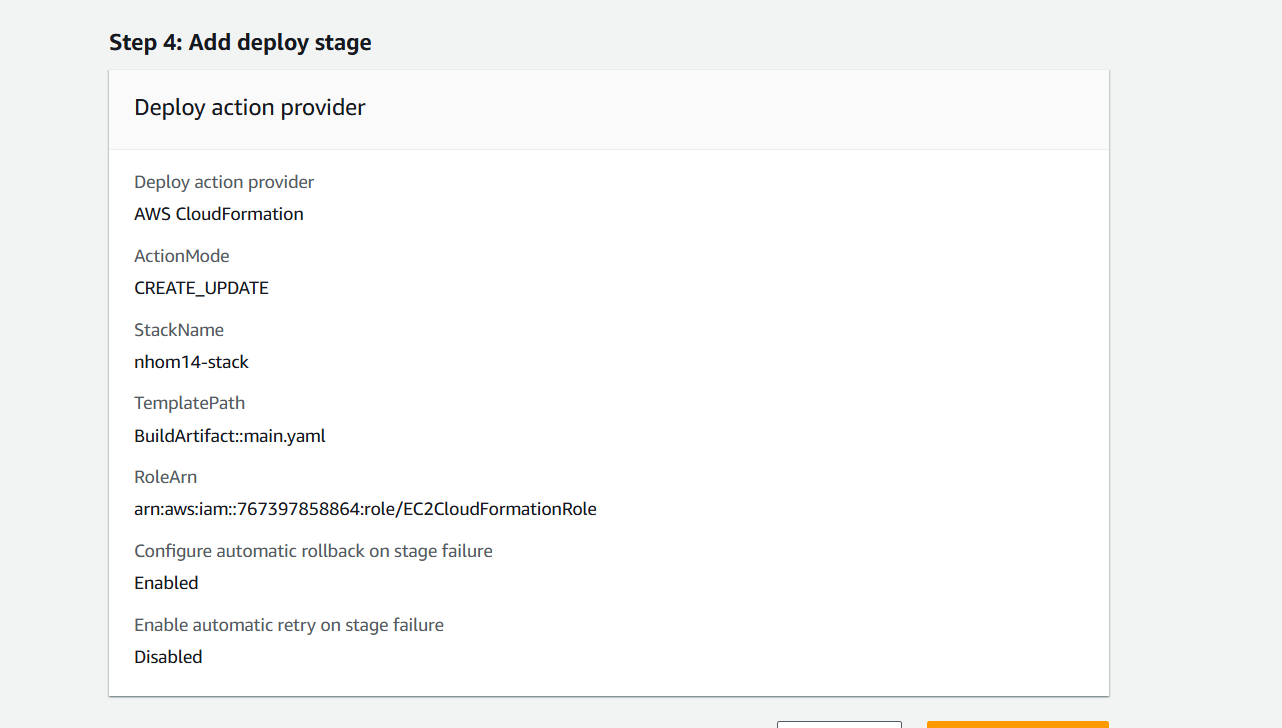 Step 4: Add deploy stage
Deploy action provider
Deploy action provider
AWS CloudFormation
ActionMode
CREATE_UPDATE
StackName
nhom14-stack
TemplatePath
BuildArtifact::main.yaml
RoleArn
arn:aws:iam::767397858864:role/EC2CloudFormationRole
Configure automatic rollback on stage failure
Enabled
Enable automatic retry on stage failure
Disabled